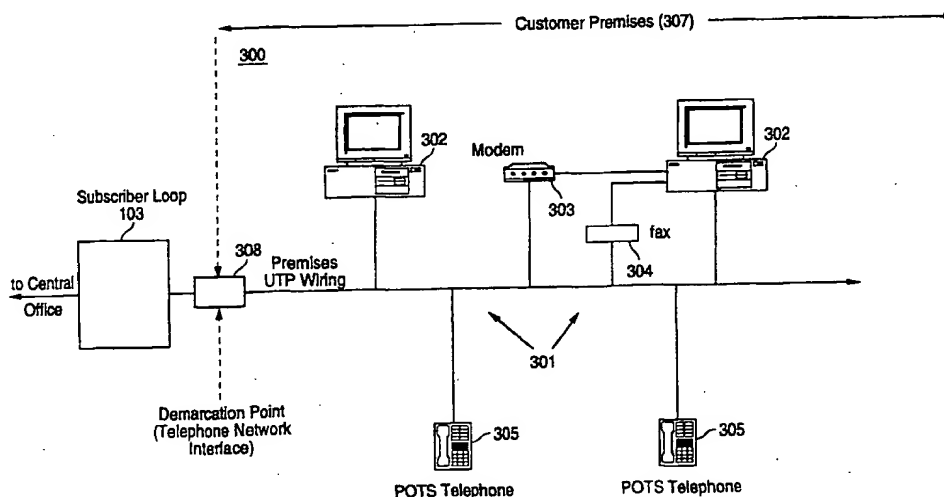 Customer Premises (307)
300
302
Modem
302
303
Subscriber Loop
103
fax
304
308
Premises
UTP Wiring
to Central
Office
301
Demarcation Point
(Telephone Network
Interface)
305
305
POTS Telephone
POTS Telephone